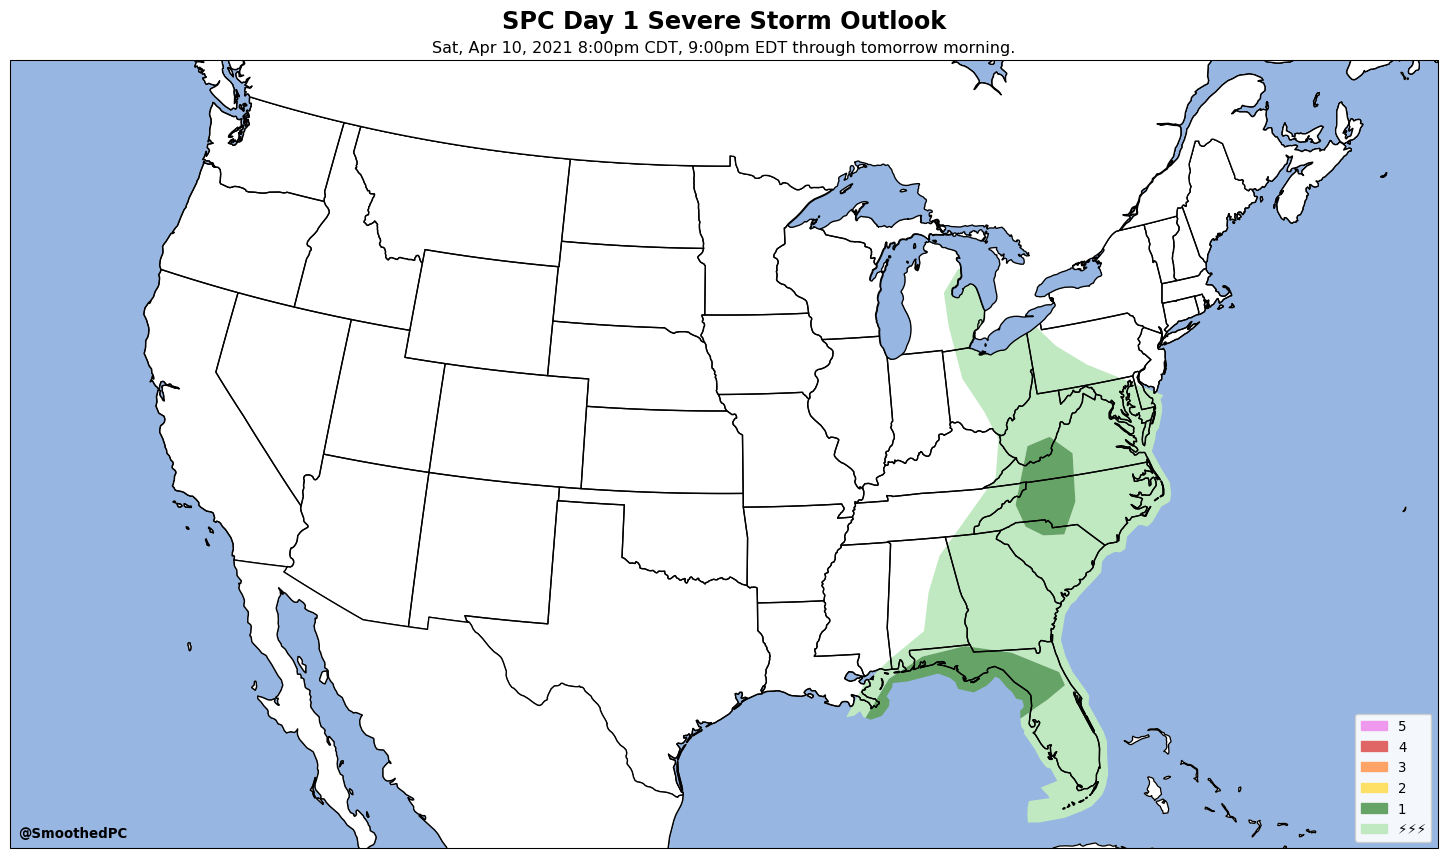 SPC Day 1 Severe Storm Outlook
Sat, Apr 10, 2021 8:00pm CDT, 9:00pm EDT through tomorrow morning.
5
4
3
2
1
⚡⚡⚡
@SmoothedPC